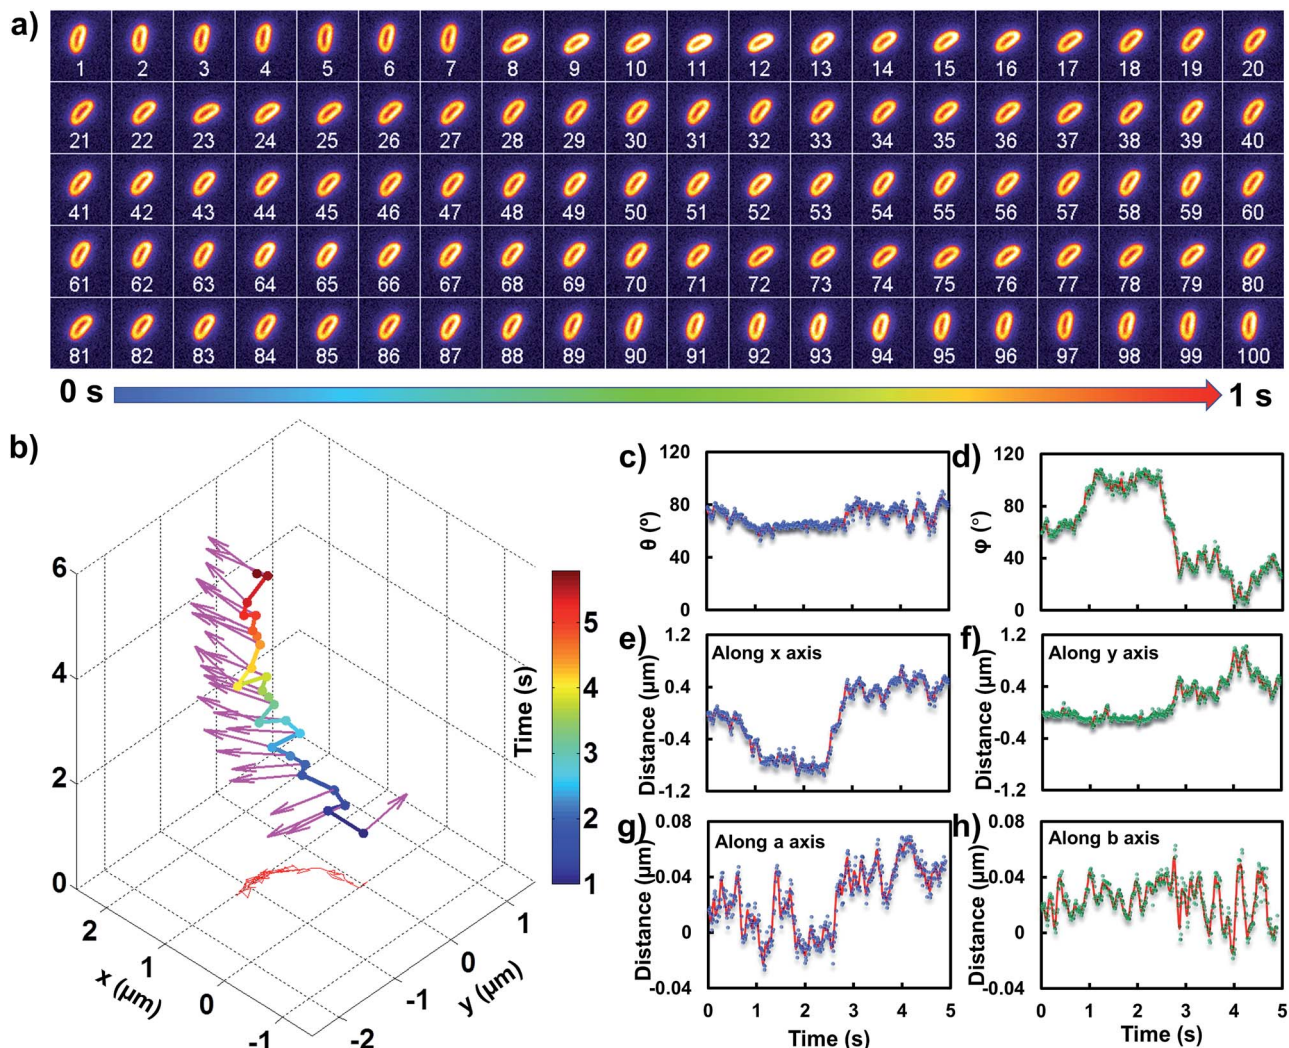 a)
1 2 3 4 5 6 7 8 9 10 11 12 13 14 15 16 17 18 19 20
21 22 23 24 25 26 27 28 29 30 31 32 33 34 35 36 37 38 39 40
41 42 43 44 45 46 47 48 49 50 51 52 53 54 55 56 57 58 59 60
61 62 63 64 65 66 67 68 69 70 71 72 73 74 75 76 77 78 79 80
81 82 83 84 85 86 87 88 89 90 91 92 93 94 95 96 97 98 99 100
0 s 1 s
b)
6
4
2
0
Time (s)
5
4
3
2
1
2
1
0
-1
x (μm)
1
0
-1
-2
y (μm)
c)
θ (°)
120
80
40
0
d)
φ (°)
120
80
40
0
e)
Along x axis
Distance (μm)
1.2
0.4
-0.4
-1.2
f)
Along y axis
Distance (μm)
1.2
0.4
-0.4
-1.2
g)
Along a axis
Distance (μm)
0.08
0.04
0
-0.04
0 1 2 3 4 5
Time (s)
h)
Along b axis
Distance (μm)
0.08
0.04
0
-0.04
0 1 2 3 4 5
Time (s)